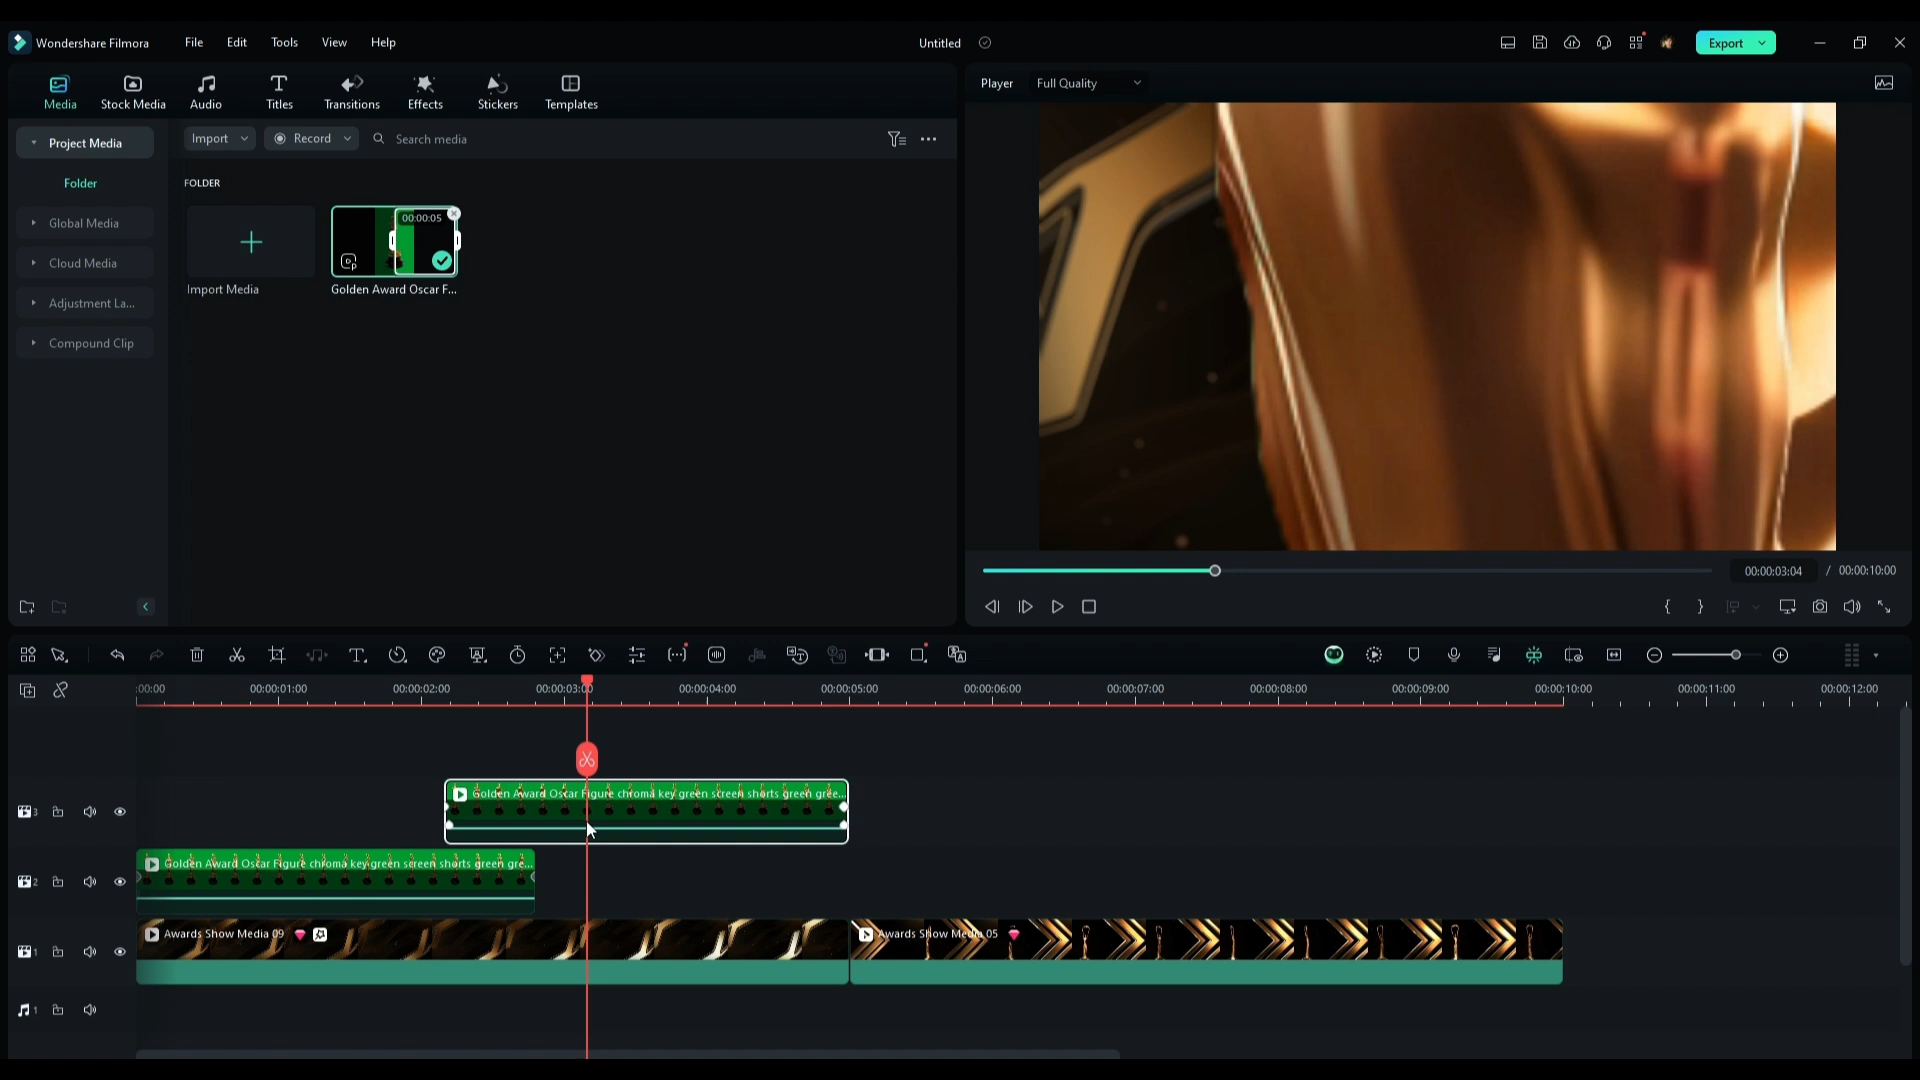 Wondershare Filmora File Edit Tools View Help Untitled Export
Media Stock Media Audio Titles Transitions Effects Stickers Templates
Player Full Quality
Project Media
Import Record Search media
Folder
FOLDER
Global Media
00:00:05
Cloud Media
Import Media Golden Award Oscar F...
Adjustment La...
Compound Clip
00:00:03:04 / 00:00:10:00
:00:00 00:00:01:00 00:00:02:00 00:00:03:00 00:00:04:00 00:00:05:00 00:00:06:00 00:00:07:00 00:00:08:00 00:00:09:00 00:00:10:00 00:00:11:00 00:00:12:00
Golden Award Oscar Figure chroma key green screen shorts green gree...
3
Golden Award Oscar Figure chroma key green screen shorts green gre...
2
Awards Show Media 09 Awards Show Media 05
1
1